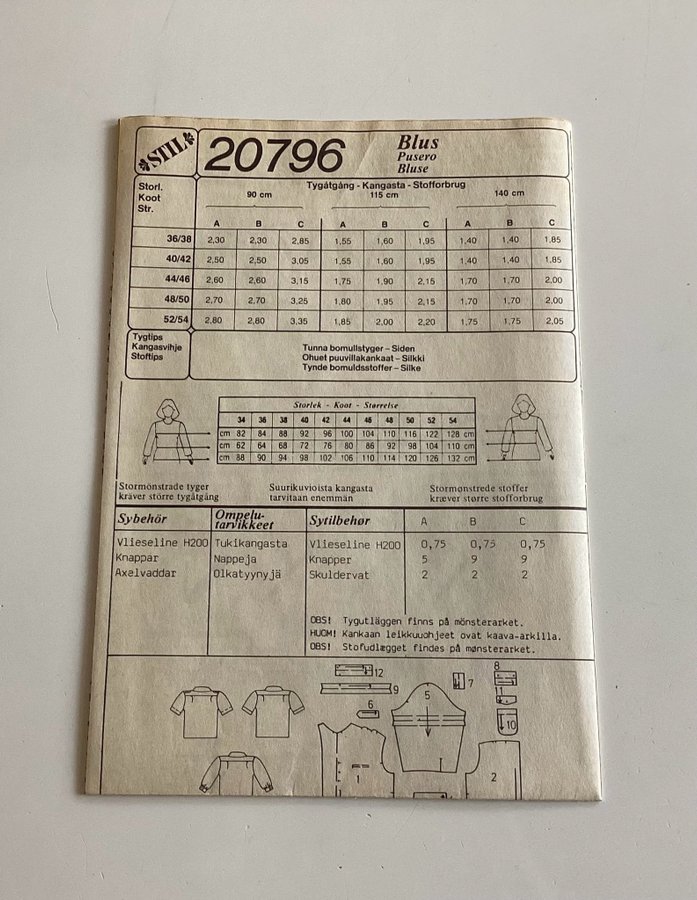 STIL
20796
Blus
Pusero
Bluse
Storl.
Koot
Str.
Tygåtgång - Kangasta - Stofforbrug
90 cm 115 cm 140 cm
A B C A B C A B C
36/38 2,30 2,30 2,85 1,55 1,60 1,95 1,40 1,40 1,85
40/42 2,50 2,50 3,05 1,55 1,60 1,95 1,40 1,40 1,85
44/46 2,60 2,60 3,15 1,75 1,90 2,15 1,70 1,70 2,00
48/50 2,70 2,70 3,25 1,80 1,95 2,15 1,70 1,70 2,00
52/54 2,80 2,80 3,35 1,85 2,00 2,20 1,75 1,75 2,05
Tygtips
Kangasvihje
Stoftips
Tunna bomullstyger – Siden
Ohuet puuvillakankaat – Silkki
Tynde bomuldsstoffer – Silke
Storlek - Koot - Størrelse
34 36 38 40 42 44 46 48 50 52 54
cm 82 84 88 92 96 100 104 110 116 122 128 cm
cm 62 64 68 72 76 80 86 92 98 104 110 cm
cm 88 90 94 98 102 106 110 114 120 126 132 cm
Stormönstrade tyger
kräver större tygåtgång
Suurikuvioista kangasta
tarvitaan enemmän
Stormønstrede stoffer
kræver større stofforbrug
Sybehör
Vlieseline H200
Knappar
Axelvaddar
Ompelu-
tarvikkeet
Tukikangasta
Nappeja
Olkatyynyjä
Sytilbehør A B C
Vlieseline H200 0,75 0,75 0,75
Knapper 5 9 9
Skuldervat 2 2 2
OBS! Tygutläggen finns på mönsterarket.
HUOM! Kankaan leikkuuohjeet ovat kaava-arkilla.
OBS! Stofudlægget findes på mønsterarket.
12
9
6
5
7
8
11
10
1
2